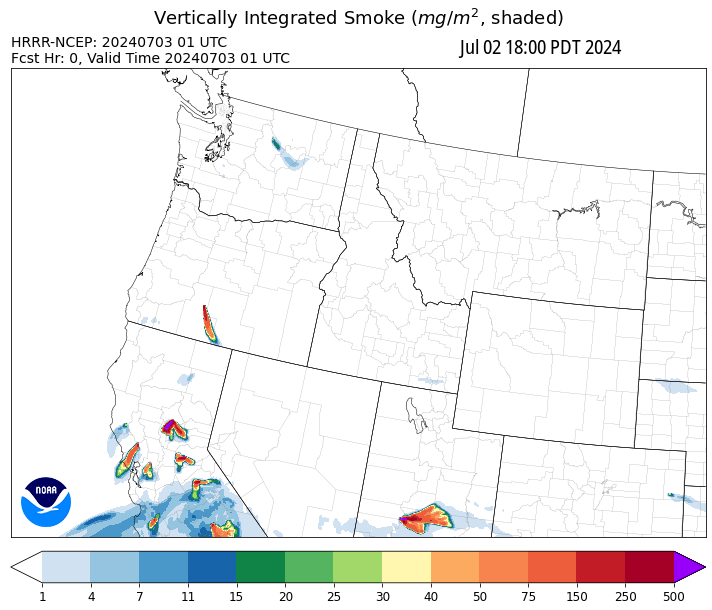 Vertically Integrated Smoke (mg/m², shaded)
HRRR-NCEP: 20240703 01 UTC
Jul 02 18:00 PDT 2024
Fcst Hr: 0, Valid Time 20240703 01 UTC
NOAA
1 4 7 11 15 20 25 30 40 50 75 150 250 500